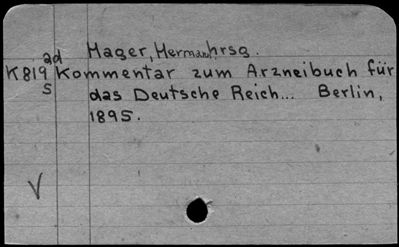 ad Hager, Hermann, hrsg.
K819 Kommentar zum Arzneibuch für
S das Deutsche Reich... Berlin,
1895.
V